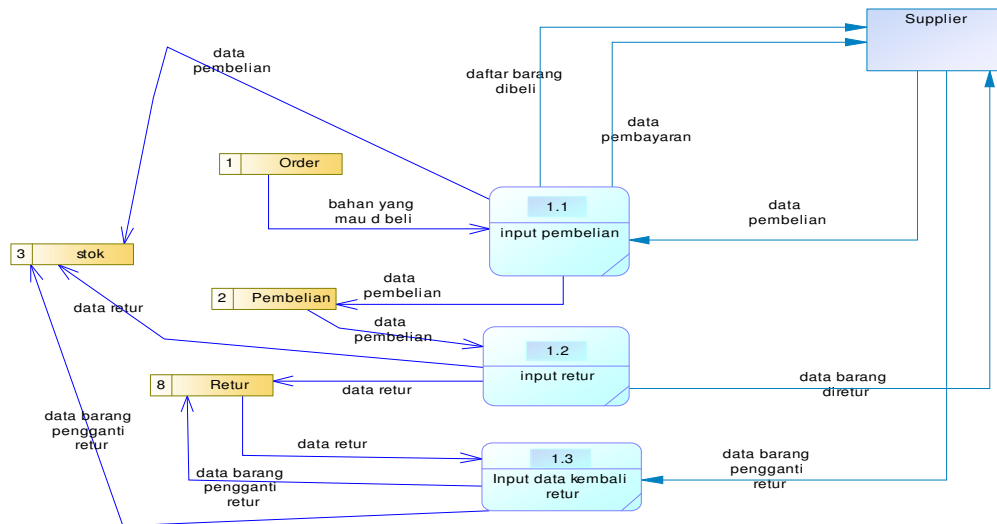 Supplier
data
pembelian
daftar barang
dibeli
data
pembayaran
1 Order
bahan yang
mau d beli
1.1
input pembelian
data
pembelian
3 stok
data
pembelian
2 Pembelian
data retur
data
pembelian
1.2
input retur
8 Retur
data retur
data barang
diretur
data barang
pengganti
retur
data retur
data barang
pengganti
retur
1.3
Input data kembali
retur
data barang
pengganti
retur